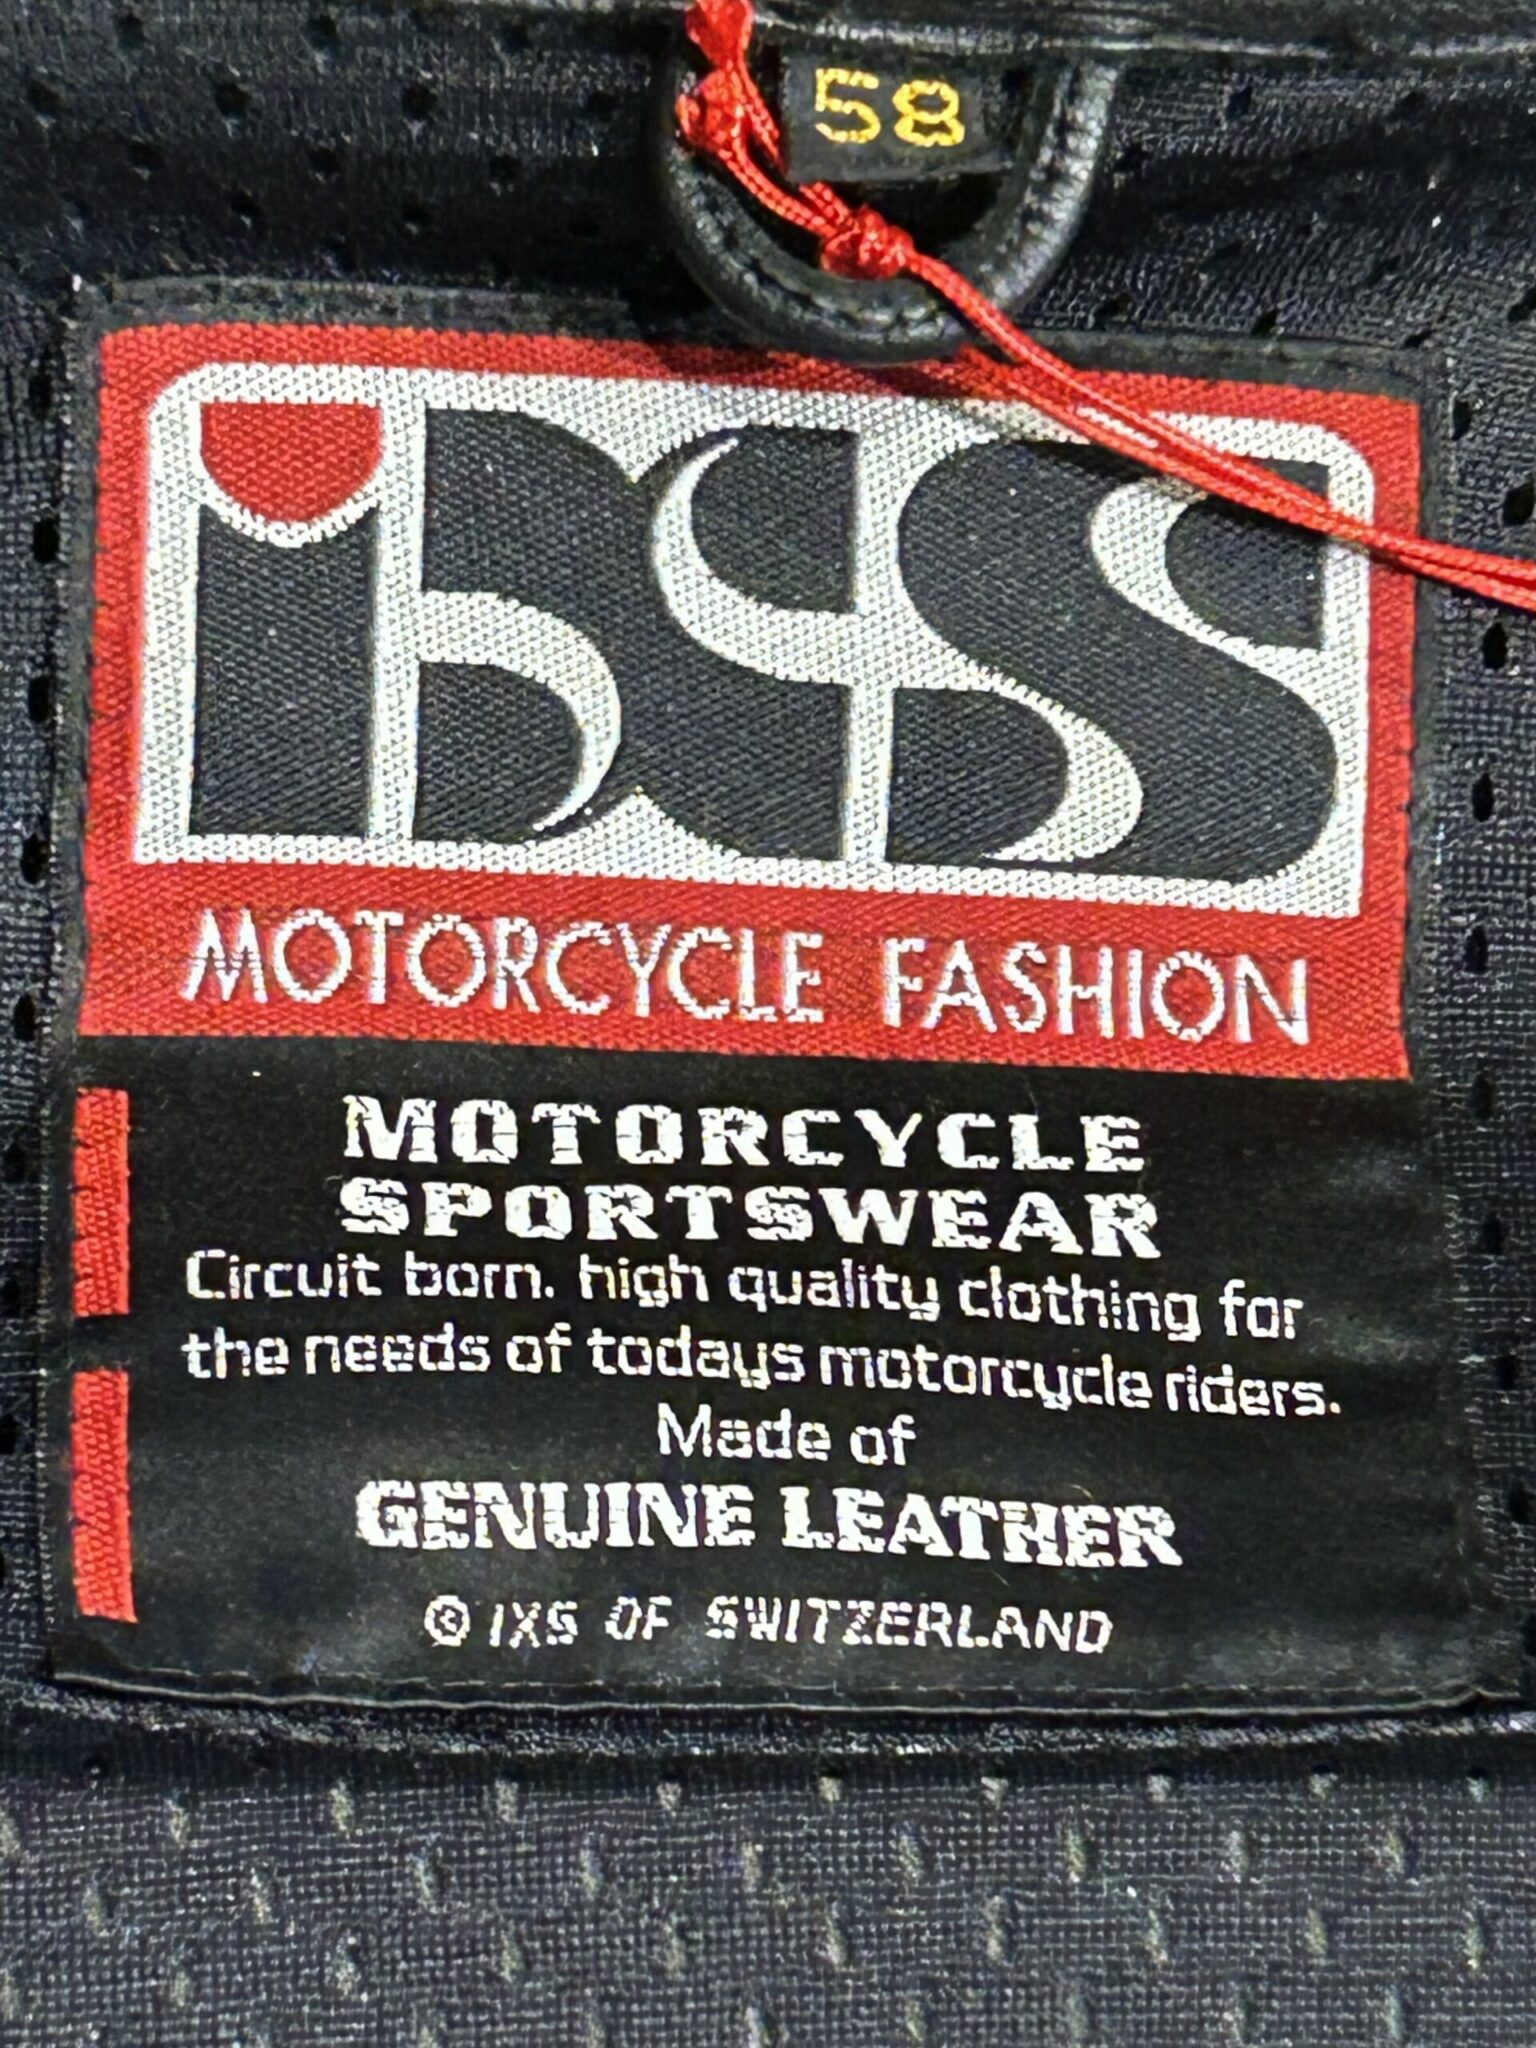 58
iXS
MOTORCYCLE FASHION
MOTORCYCLE
SPORTSWEAR
Circuit born. high quality clothing for
the needs of todays motorcycle riders.
Made of
GENUINE LEATHER
© IXS OF SWITZERLAND